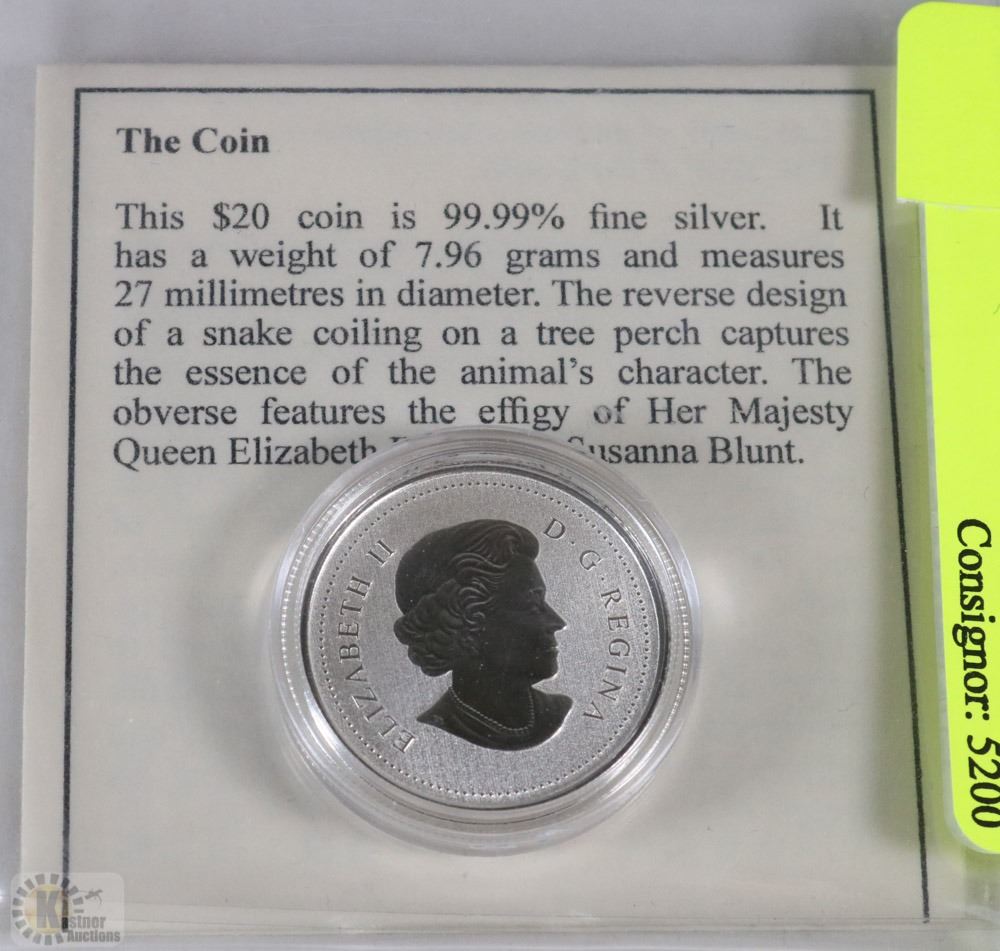 The Coin
This $20 coin is 99.99% fine silver. It
has a weight of 7.96 grams and measures
27 millimetres in diameter. The reverse design
of a snake coiling on a tree perch captures
the essence of the animal's character. The
obverse features the effigy of Her Majesty
Queen Elizabeth Susanna Blunt.
ELIZABETH II D·G·REGINA
Consignor: 5200
Kastner
Auctions